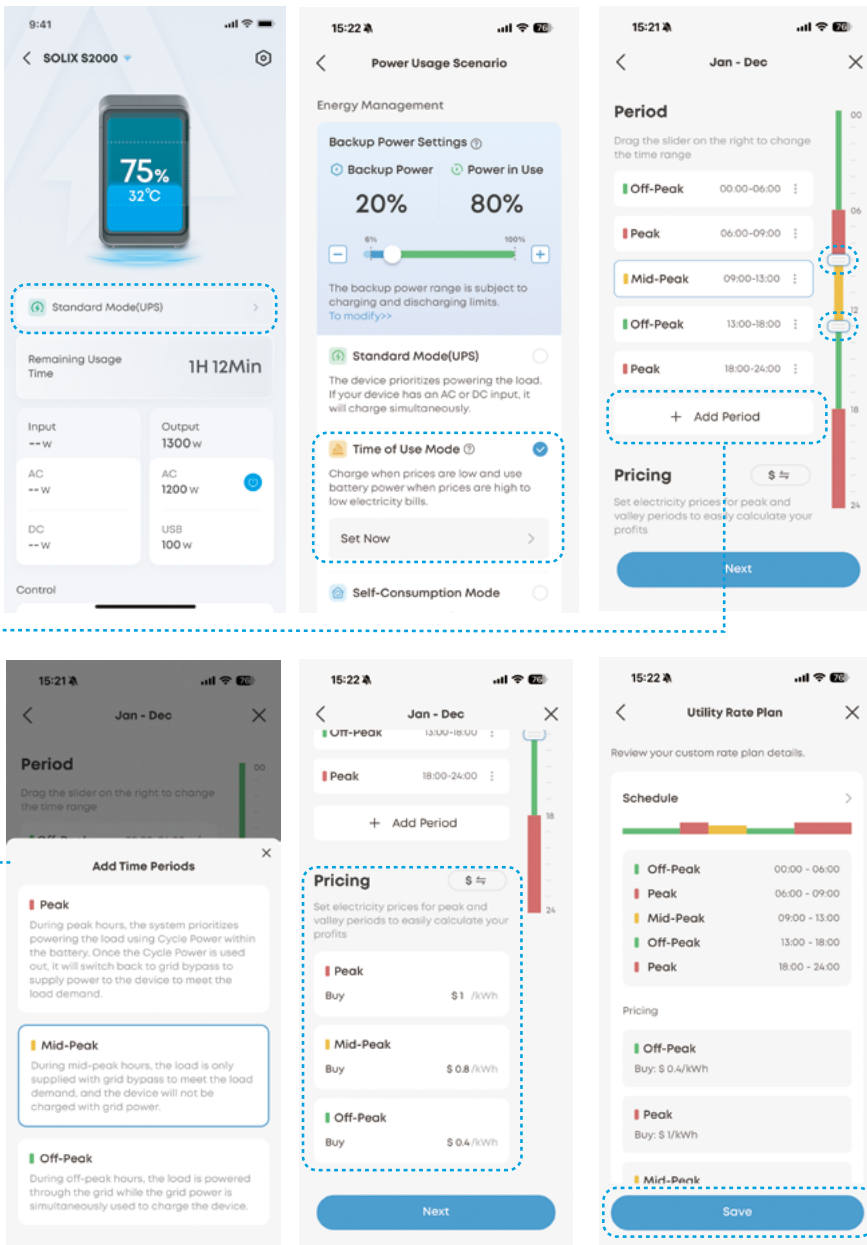 9:41
SOLIX S2000
75%
32°C
Standard Mode(UPS)
Remaining Usage
Time
1H 12Min
Input
-- w
Output
1300 w
AC
-- w
AC
1200 w
DC
-- w
USB
100 w
Control
15:22
76
Power Usage Scenario
Energy Management
Backup Power Settings
Backup Power
Power in Use
20%
80%
6%
100%
The backup power range is subject to
charging and discharging limits.
To modify>>
Standard Mode(UPS)
The device prioritizes powering the load.
If your device has an AC or DC input, it
will charge simultaneously.
Time of Use Mode
Charge when prices are low and use
battery power when prices are high to
low electricity bills.
Set Now
Self-Consumption Mode
15:21
76
Jan - Dec
Period
Drag the slider on the right to change
the time range
Off-Peak 00:00-06:00
Peak 06:00-09:00
Mid-Peak 09:00-13:00
Off-Peak 13:00-18:00
Peak 18:00-24:00
+ Add Period
00
06
12
18
24
Pricing
$
Set electricity prices for peak and
valley periods to easily calculate your
profits
Next
15:21
76
Jan - Dec
Period
Drag the slider on the right to change
the time range
00
Add Time Periods
Peak
During peak hours, the system prioritizes
powering the load using Cycle Power within
the battery. Once the Cycle Power is used
out, it will switch back to grid bypass to
supply power to the device to meet the
load demand.
Mid-Peak
During mid-peak hours, the load is only
supplied with grid bypass to meet the load
demand, and the device will not be
charged with grid power.
Off-Peak
During off-peak hours, the load is powered
through the grid while the grid power is
simultaneously used to charge the device.
15:22
76
Jan - Dec
Off-Peak 13:00-18:00
Peak 18:00-24:00
+ Add Period
18
24
Pricing
$
Set electricity prices for peak and
valley periods to easily calculate your
profits
Peak
Buy $ 1 /kWh
Mid-Peak
Buy $ 0.8 /kWh
Off-Peak
Buy $ 0.4 /kWh
Next
15:22
76
Utility Rate Plan
Review your custom rate plan details.
Schedule
Off-Peak 00:00 - 06:00
Peak 06:00 - 09:00
Mid-Peak 09:00 - 13:00
Off-Peak 13:00 - 18:00
Peak 18:00 - 24:00
Pricing
Off-Peak
Buy: $ 0.4/kWh
Peak
Buy: $ 1/kWh
Mid-Peak
Save